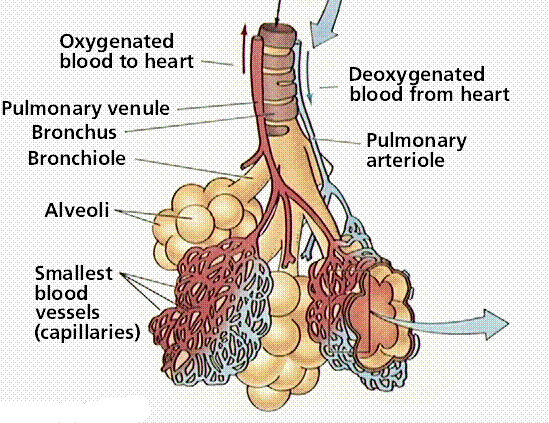 Oxygenated
blood to heart
Deoxygenated
blood from heart
Pulmonary venule
Bronchus
Bronchiole
Pulmonary
arteriole
Alveoli
Smallest
blood
vessels
(capillaries)